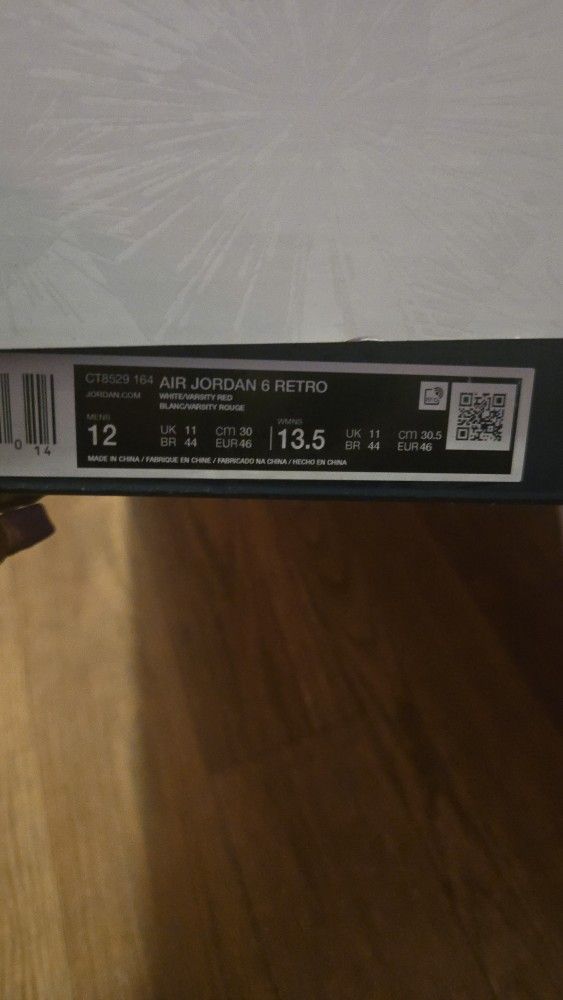 CT8529 164 AIR JORDAN 6 RETRO
JORDAN.COM
WHITE/VARSITY RED
BLANC/VARSITY ROUGE
MENS
12
UK 11 cm 30
BR 44 EUR 46
WMNS
13.5
UK 11 cm 30.5
BR 44 EUR 46
MADE IN CHINA / FABRIQUE EN CHINE / FABRICADO NA CHINA / HECHO EN CHINA
0 14